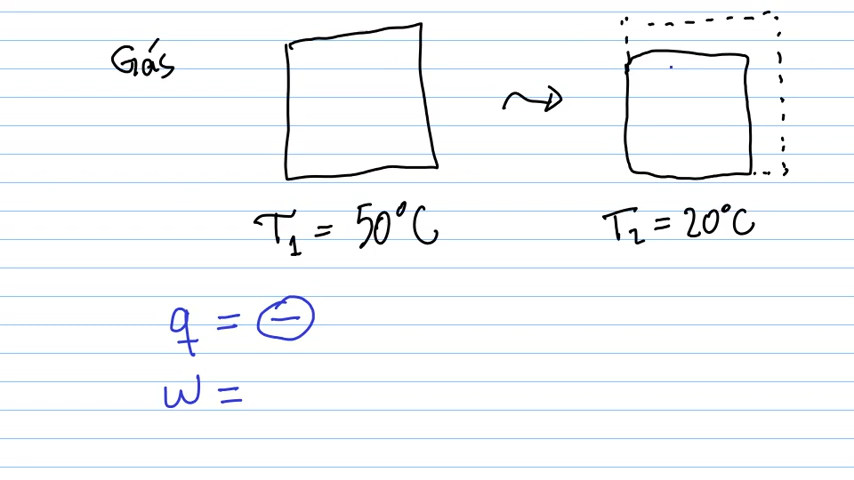 Gás
T₁ = 50°C
T₂ = 20°C
q = ⊖
w =